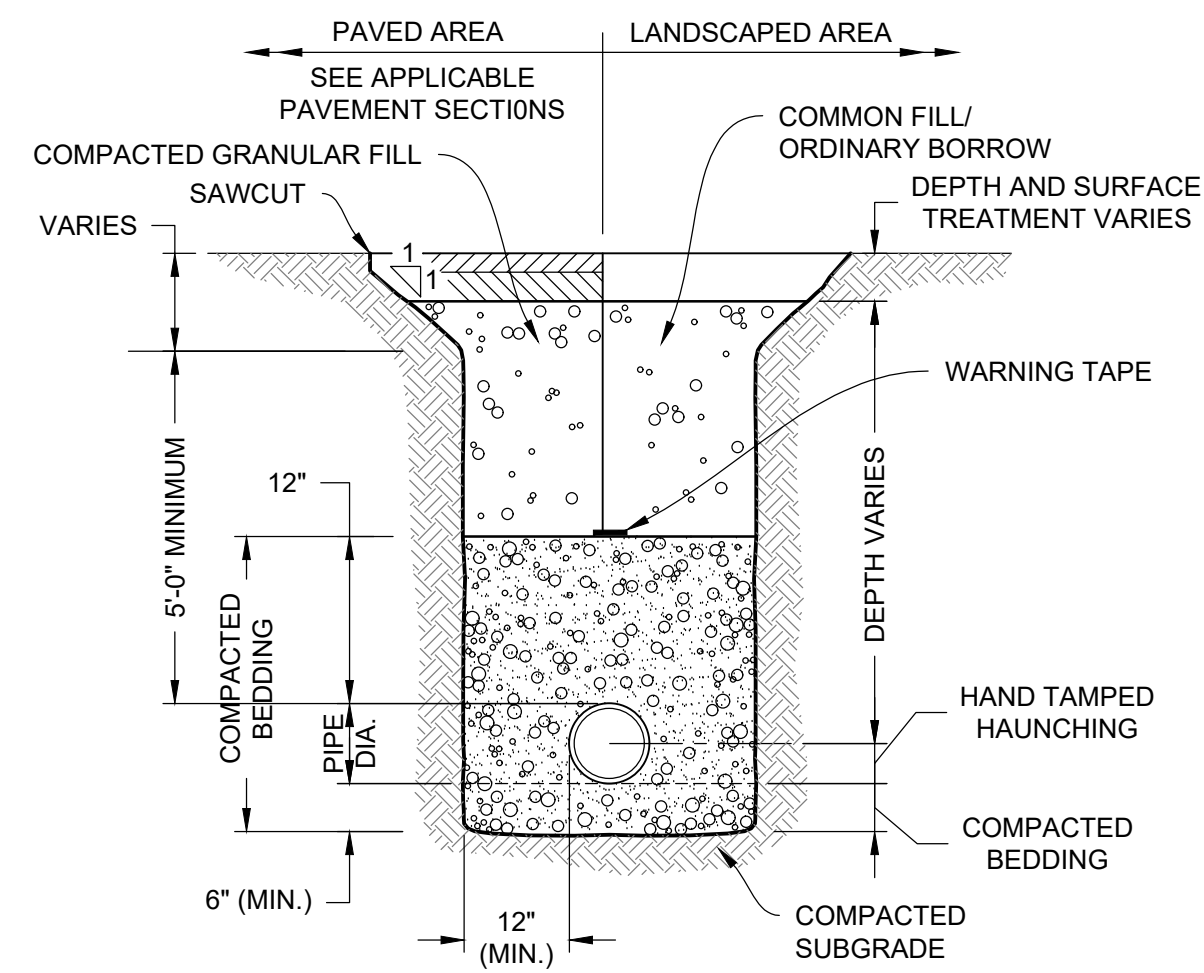 PAVED AREA
LANDSCAPED AREA
SEE APPLICABLE
PAVEMENT SECTI0NS
COMMON FILL/
ORDINARY BORROW
COMPACTED GRANULAR FILL
SAWCUT
DEPTH AND SURFACE
TREATMENT VARIES
VARIES
1
1
WARNING TAPE
5'-0" MINIMUM
12"
DEPTH VARIES
COMPACTED
BEDDING
PIPE
DIA.
HAND TAMPED
HAUNCHING
COMPACTED
BEDDING
6" (MIN.)
12"
(MIN.)
COMPACTED
SUBGRADE